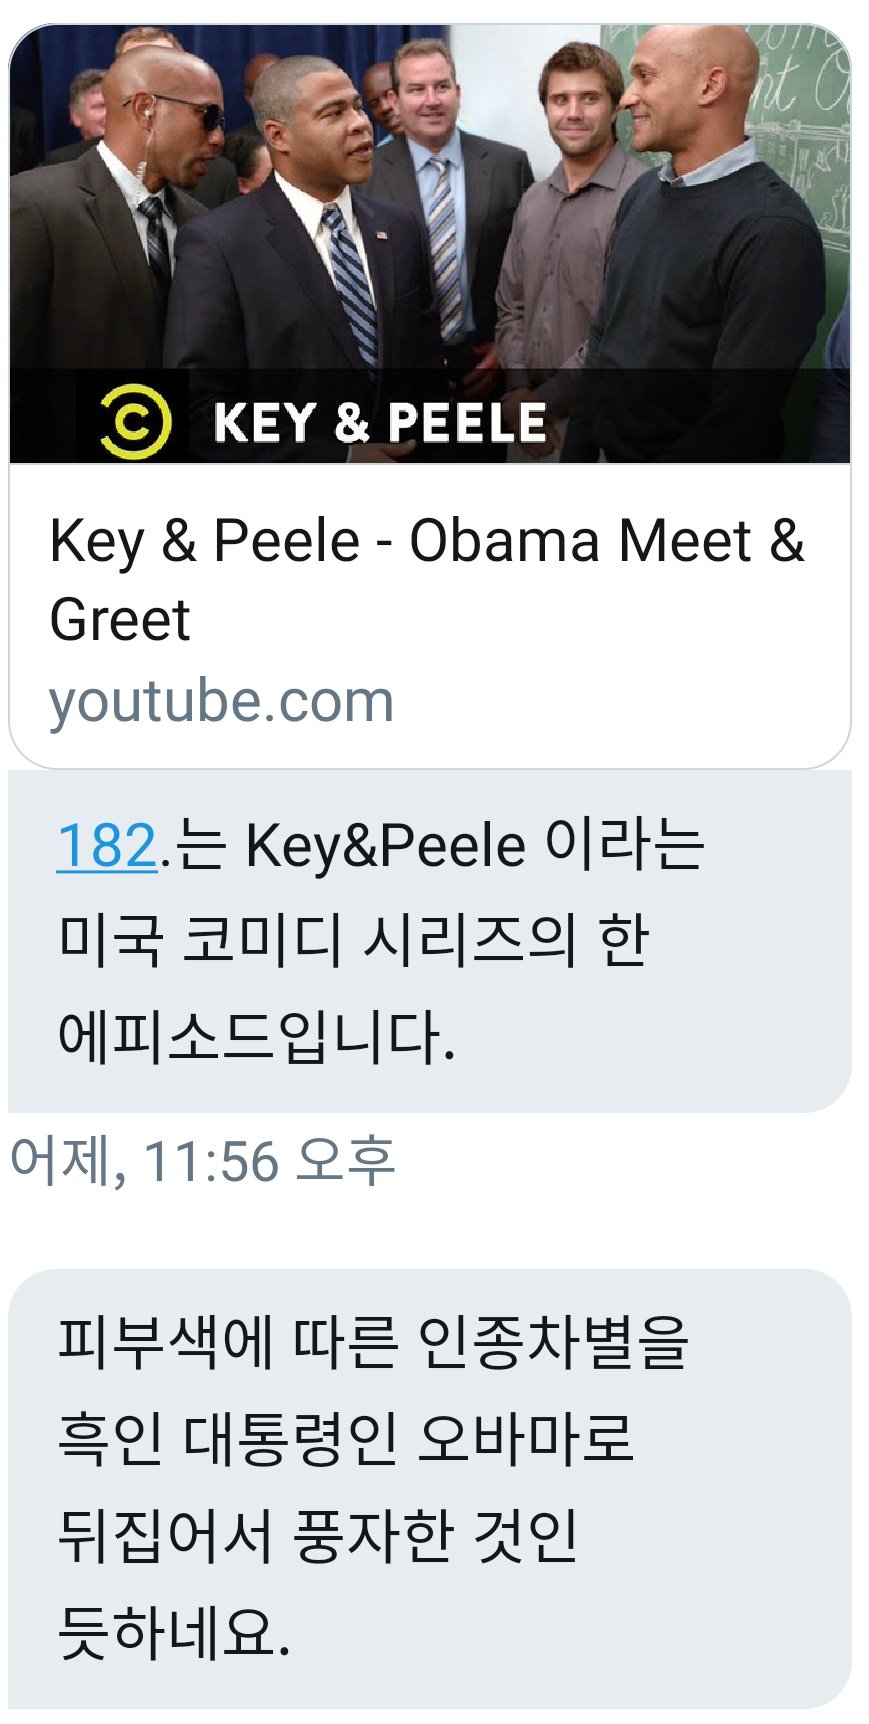 KEY & PEELE
Key & Peele - Obama Meet &
Greet
youtube.com
182.는 Key&Peele 이라는
미국 코미디 시리즈의 한
에피소드입니다.
어제, 11:56 오후
피부색에 따른 인종차별을
흑인 대통령인 오바마로
뒤집어서 풍자한 것인
듯하네요.